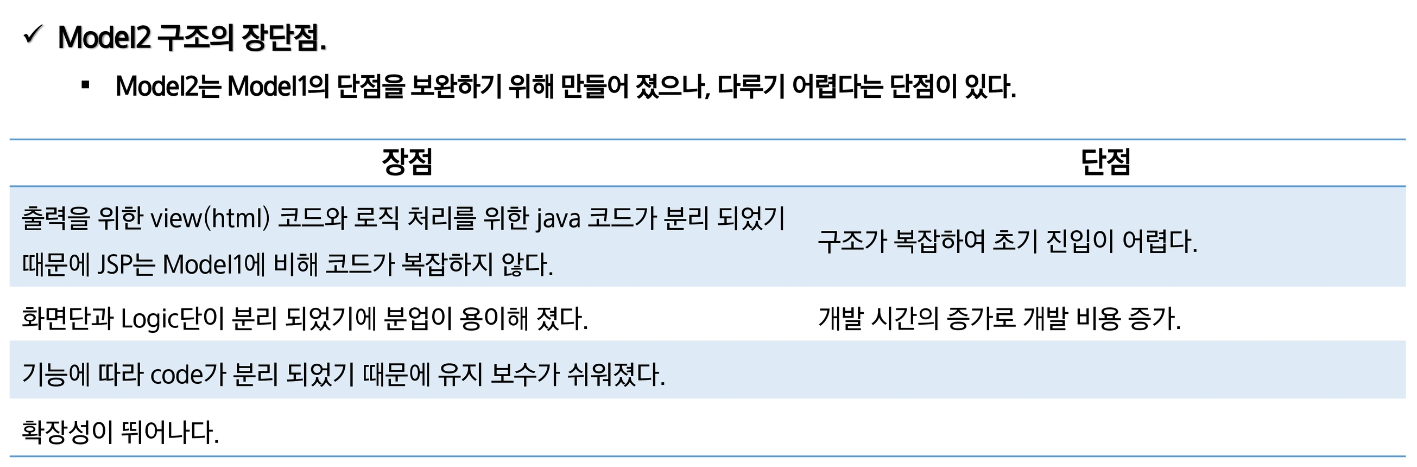 ✓ Model2 구조의 장단점.
▪ Model2는 Model1의 단점을 보완하기 위해 만들어 졌으나, 다루기 어렵다는 단점이 있다.
장점 단점
출력을 위한 view(html) 코드와 로직 처리를 위한 java 코드가 분리 되었기
때문에 JSP는 Model1에 비해 코드가 복잡하지 않다.
구조가 복잡하여 초기 진입이 어렵다.
화면단과 Logic단이 분리 되었기에 분업이 용이해 졌다.
개발 시간의 증가로 개발 비용 증가.
기능에 따라 code가 분리 되었기 때문에 유지 보수가 쉬워졌다.
확장성이 뛰어나다.